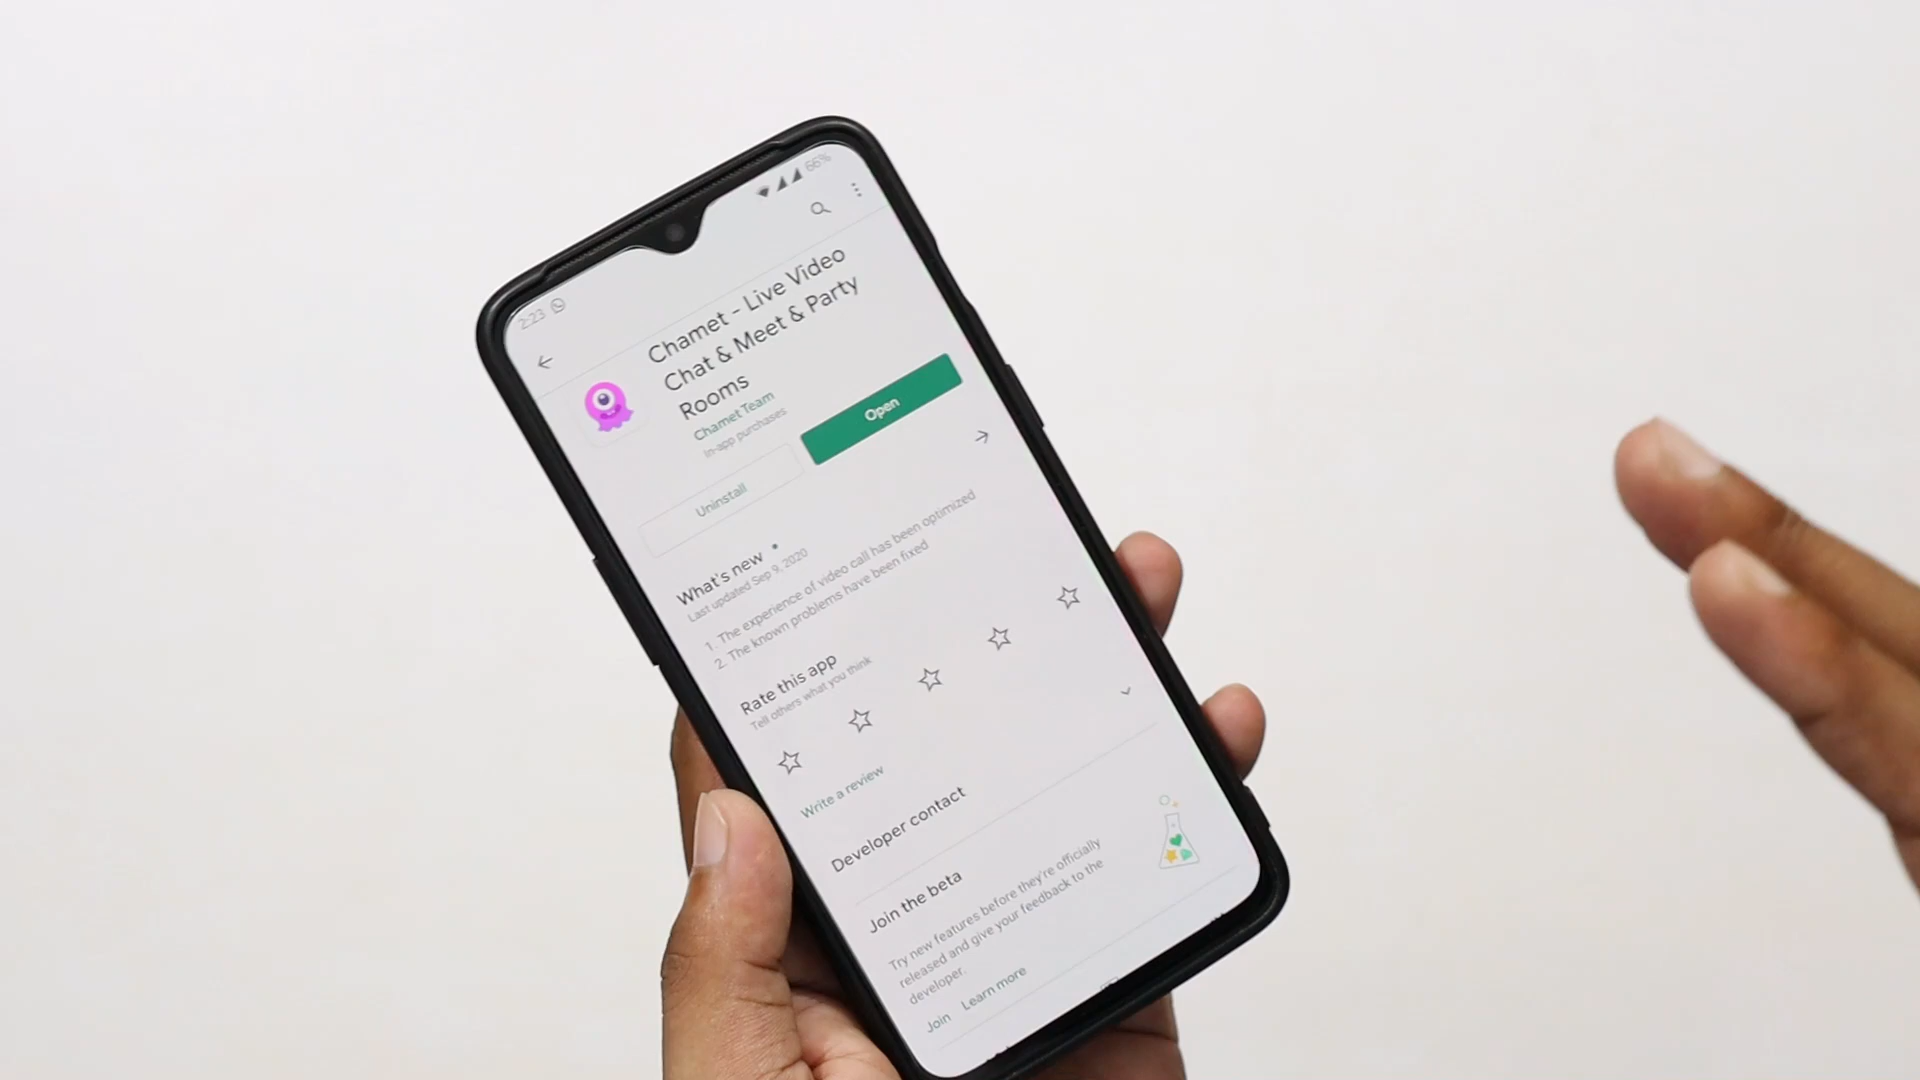 2:23
66%
Chamet - Live Video
Chat & Meet & Party
Rooms
Chamet Team
In-app purchases
Uninstall
Open
What's new
Last updated Sep 9, 2020
1. The experience of video call has been optimized
2. The known problems have been fixed
Rate this app
Tell others what you think
Write a review
Developer contact
Join the beta
Try new features before they're officially
released and give your feedback to the
developer.
Join Learn more